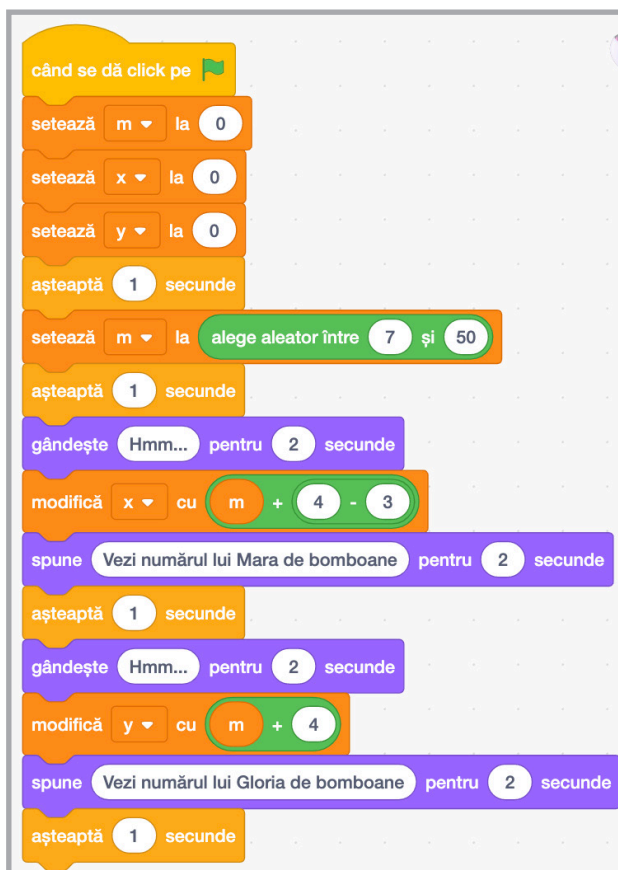 când se dă click pe
setează m la 0
setează x la 0
setează y la 0
așteaptă 1 secunde
setează m la alege aleator între 7 și 50
așteaptă 1 secunde
gândește Hmm... pentru 2 secunde
modifică x cu m + 4 - 3
spune Vezi numărul lui Mara de bomboane pentru 2 secunde
așteaptă 1 secunde
gândește Hmm... pentru 2 secunde
modifică y cu m + 4
spune Vezi numărul lui Gloria de bomboane pentru 2 secunde
așteaptă 1 secunde